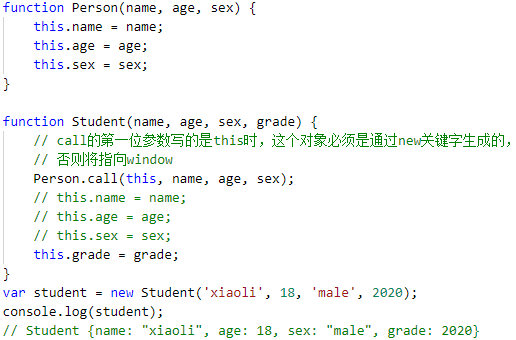 function Person(name, age, sex) {
    this.name = name;
    this.age = age;
    this.sex = sex;
}

function Student(name, age, sex, grade) {
    // call的第一位参数写的是this时，这个对象必须是通过new关键字生成的，
    // 否则将指向window
    Person.call(this, name, age, sex);
    // this.name = name;
    // this.age = age;
    // this.sex = sex;
    this.grade = grade;
}
var student = new Student('xiaoli', 18, 'male', 2020);
console.log(student);
// Student {name: "xiaoli", age: 18, sex: "male", grade: 2020}